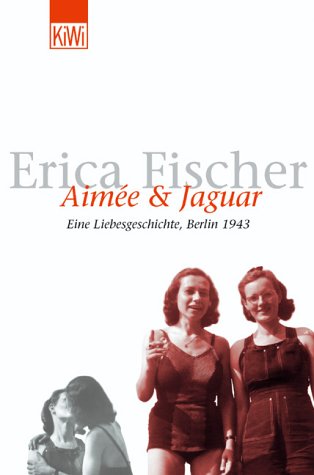 KiWi
Erica Fischer
Aimée & Jaguar
Eine Liebesgeschichte, Berlin 1943